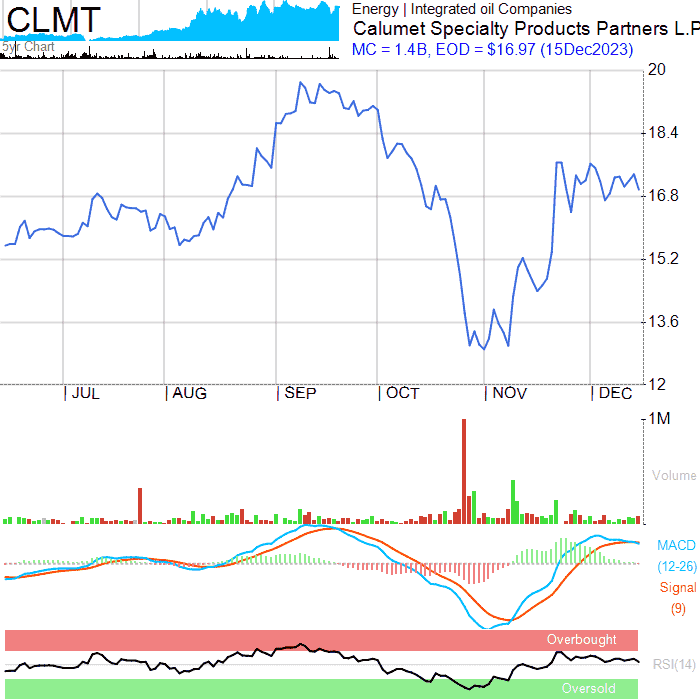 CLMT
5yr Chart
Energy | Integrated oil Companies
Calumet Specialty Products Partners L.P
MC = 1.4B, EOD = $16.97 (15Dec2023)
20
18.4
16.8
15.2
13.6
12
JUL
AUG
SEP
OCT
NOV
DEC
1M
Volume
MACD
(12-26)
Signal
(9)
Overbought
RSI(14)
Oversold